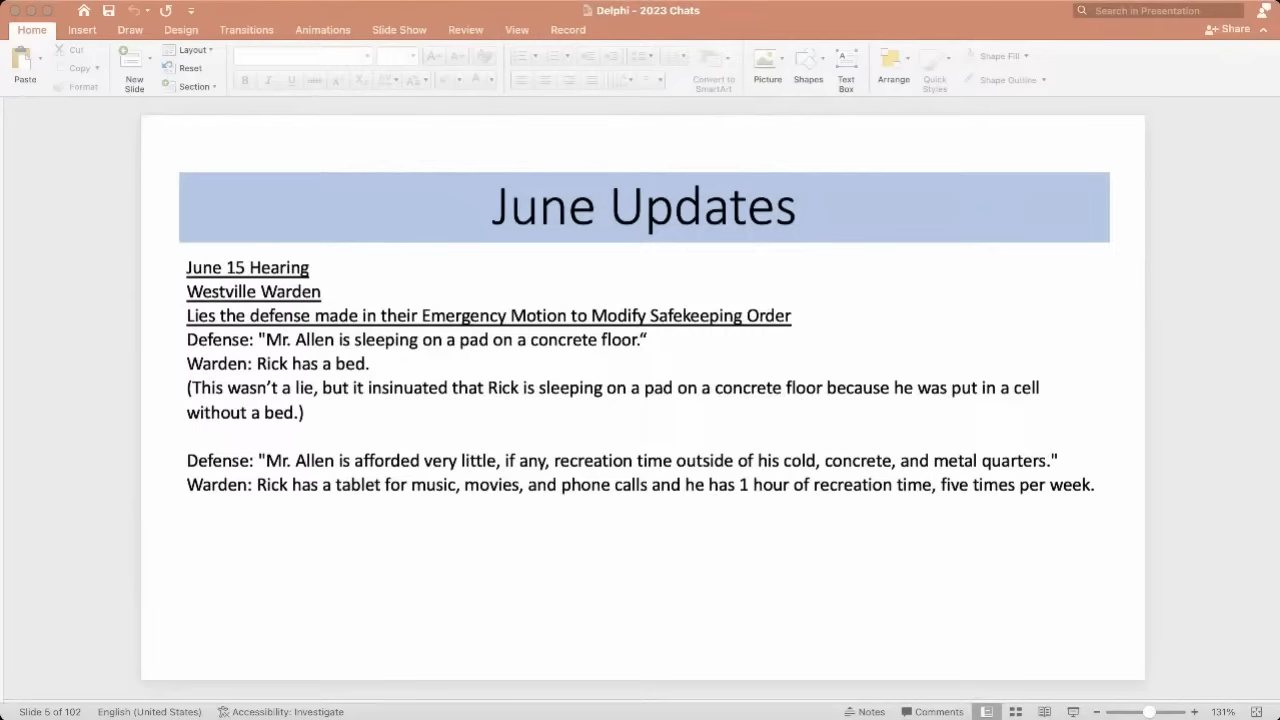 Delphi - 2023 Chats
Search in Presentation
Home Insert Draw Design Transitions Animations Slide Show Review View Record
Share
Paste
Cut
Copy
Format
New
Slide
Layout
Reset
Section
Convert to
SmartArt
Picture
Shapes
Text
Box
Arrange
Quick
Styles
Shape Fill
Shape Outline
June Updates
June 15 Hearing
Westville Warden
Lies the defense made in their Emergency Motion to Modify Safekeeping Order
Defense: "Mr. Allen is sleeping on a pad on a concrete floor.“
Warden: Rick has a bed.
(This wasn’t a lie, but it insinuated that Rick is sleeping on a pad on a concrete floor because he was put in a cell
without a bed.)
Defense: "Mr. Allen is afforded very little, if any, recreation time outside of his cold, concrete, and metal quarters."
Warden: Rick has a tablet for music, movies, and phone calls and he has 1 hour of recreation time, five times per week.
Slide 5 of 102 English (United States) Accessibility: Investigate Notes Comments 131%